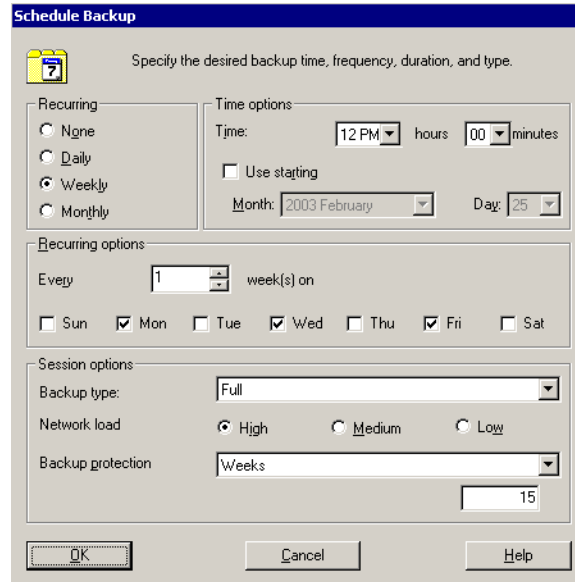 Schedule Backup
7
Specify the desired backup time, frequency, duration, and type.
Recurring
None
Daily
Weekly
Monthly
Time options
Time: 12 PM hours 00 minutes
Use starting
Month: 2003 February Day: 25
Recurring options
Every 1 week(s) on
Sun Mon Tue Wed Thu Fri Sat
Session options
Backup type: Full
Network load High Medium Low
Backup protection Weeks
15
OK Cancel Help